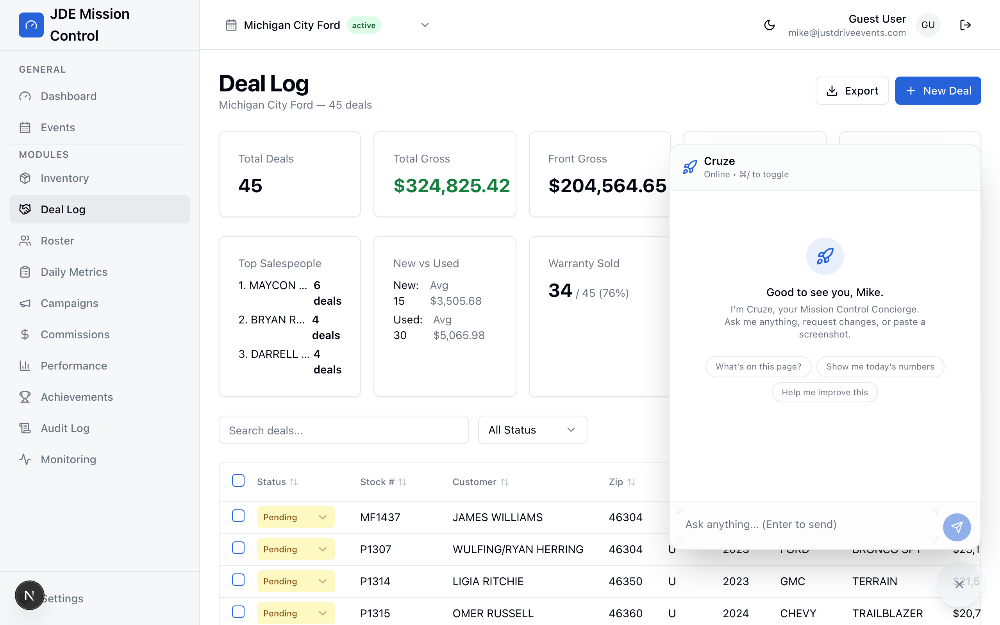 JDE Mission
Control
GENERAL
Dashboard
Events
MODULES
Inventory
Deal Log
Roster
Daily Metrics
Campaigns
Commissions
Performance
Achievements
Audit Log
Monitoring
N
Settings
Michigan City Ford active
Guest User
mike@justdriveevents.com
GU
Deal Log
Michigan City Ford — 45 deals
Export
New Deal
Total Deals
45
Total Gross
$324,825.42
Front Gross
$204,564.65
Top Salespeople
1. MAYCON ... 6
deals
2. BRYAN R... 4
deals
3. DARRELL ... 4
deals
New vs Used
New: Avg
15 $3,505.68
Used: Avg
30 $5,065.98
Warranty Sold
34 / 45 (76%)
Search deals...
All Status
Status Stock # Customer Zip
Pending MF1437 JAMES WILLIAMS 46304
Pending P1307 WULFING/RYAN HERRING 46304 U 2023 FORD BRONCO SPT $23,1
Pending P1314 LIGIA RITCHIE 46350 U 2023 GMC TERRAIN $21,5
Pending P1315 OMER RUSSELL 46360 U 2024 CHEVY TRAILBLAZER $20,7
Cruze
Online • ⌘/ to toggle
Good to see you, Mike.
I'm Cruze, your Mission Control Concierge.
Ask me anything, request changes, or paste a
screenshot.
What's on this page?
Show me today's numbers
Help me improve this
Ask anything... (Enter to send)